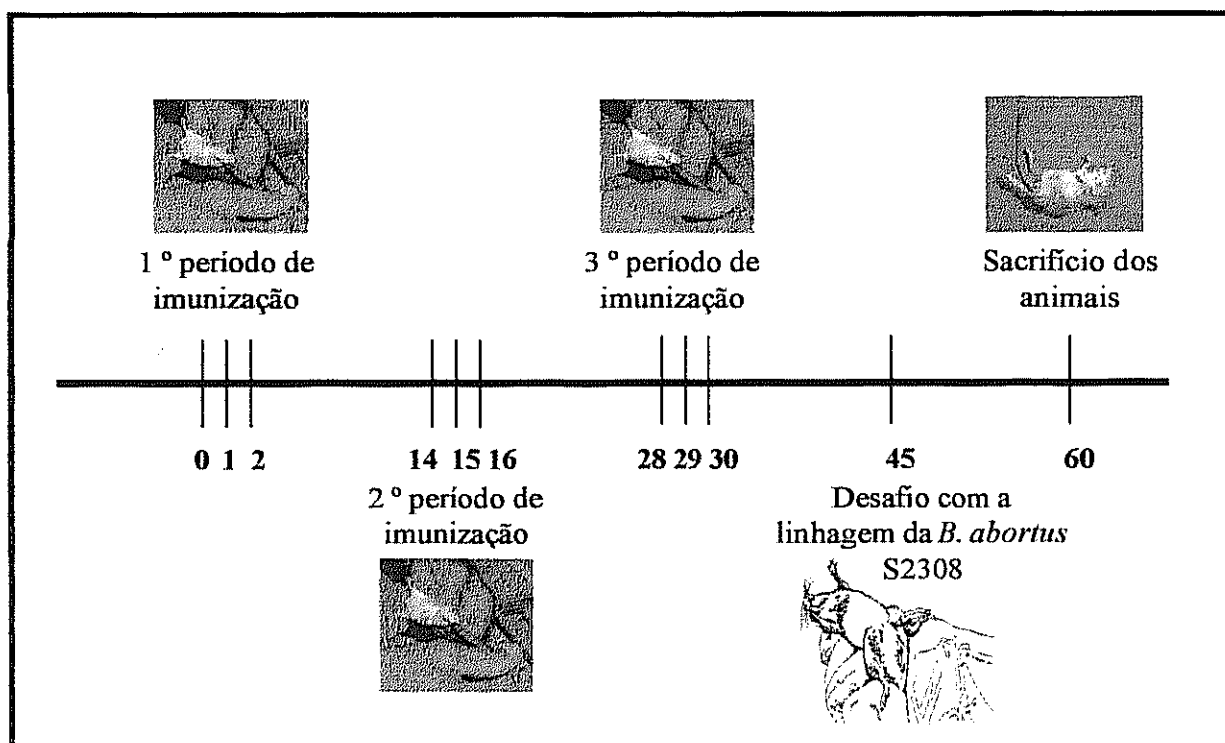 1 º período de
imunização
3 º período de
imunização
Sacrifício dos
animais
0 1 2 14 15 16 28 29 30 45 60
2 º período de
imunização
Desafio com a
linhagem da B. abortus
S2308